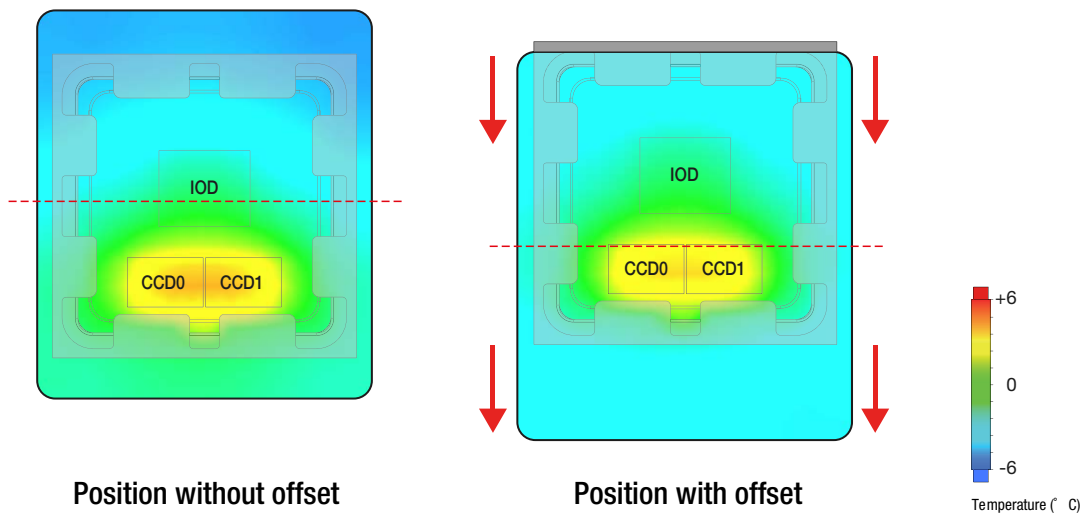 IOD
CCD0 CCD1
Position without offset
IOD
CCD0 CCD1
Position with offset
+6
0
-6
Temperature (° C)